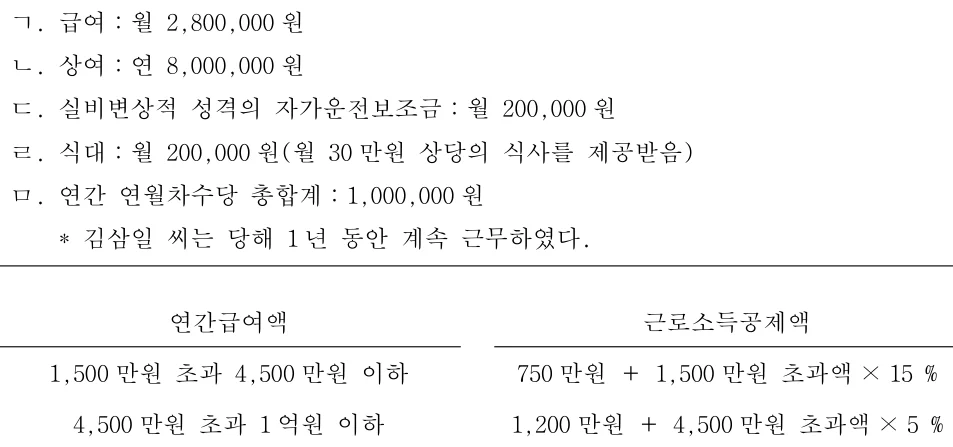 ㄱ. 급여 : 월 2,800,000 원
ㄴ. 상여 : 연 8,000,000 원
ㄷ. 실비변상적 성격의 자가운전보조금 : 월 200,000 원
ㄹ. 식대 : 월 200,000 원(월 30 만원 상당의 식사를 제공받음)
ㅁ. 연간 연월차수당 총합계 : 1,000,000 원
* 김삼일 씨는 당해 1 년 동안 계속 근무하였다.
연간급여액 근로소득공제액
1,500 만원 초과 4,500 만원 이하 750 만원 + 1,500 만원 초과액 × 15 %
4,500 만원 초과 1 억원 이하 1,200 만원 + 4,500 만원 초과액 × 5 %